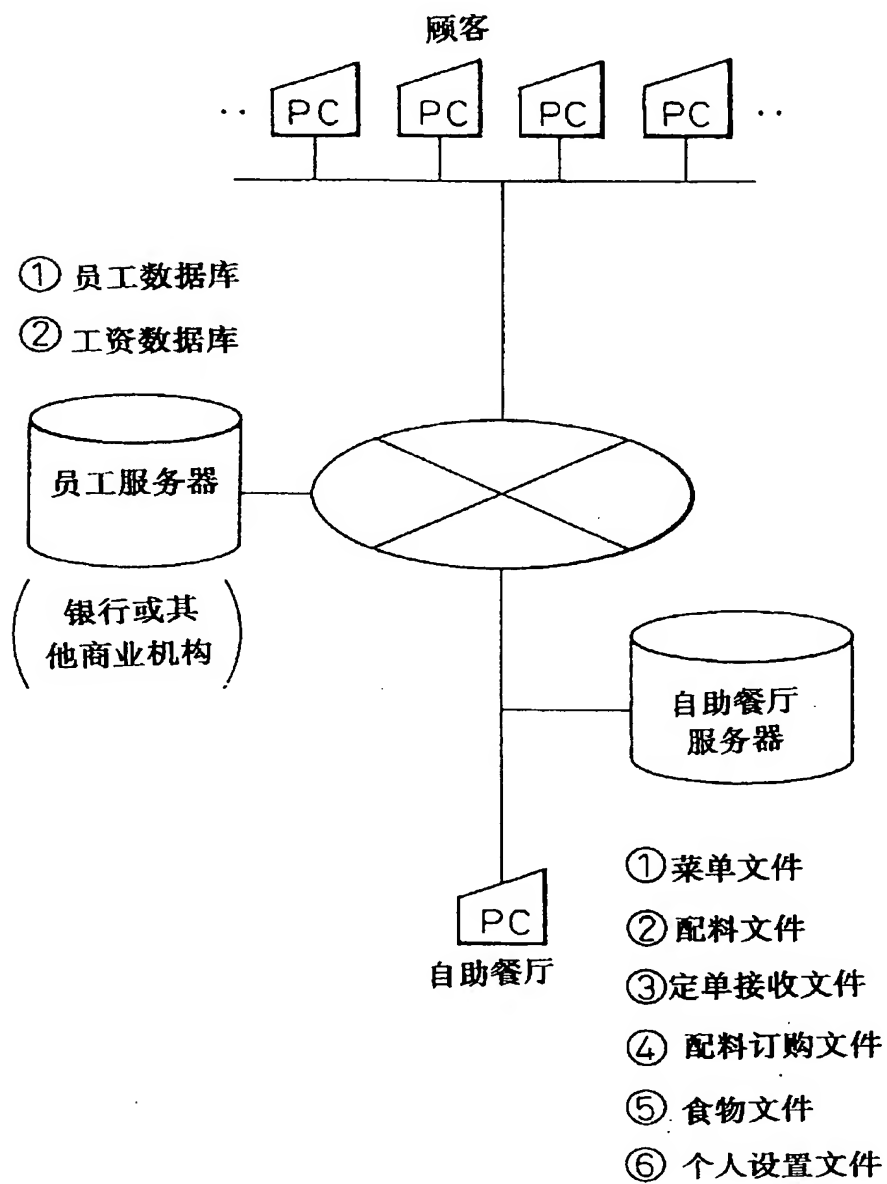 顾客
·· PC PC PC PC ··
① 员工数据库
② 工资数据库
员工服务器
(银行或其
他商业机构)
自助餐厅
服务器
PC
自助餐厅
①菜单文件
②配料文件
③定单接收文件
④ 配料订购文件
⑤ 食物文件
⑥ 个人设置文件